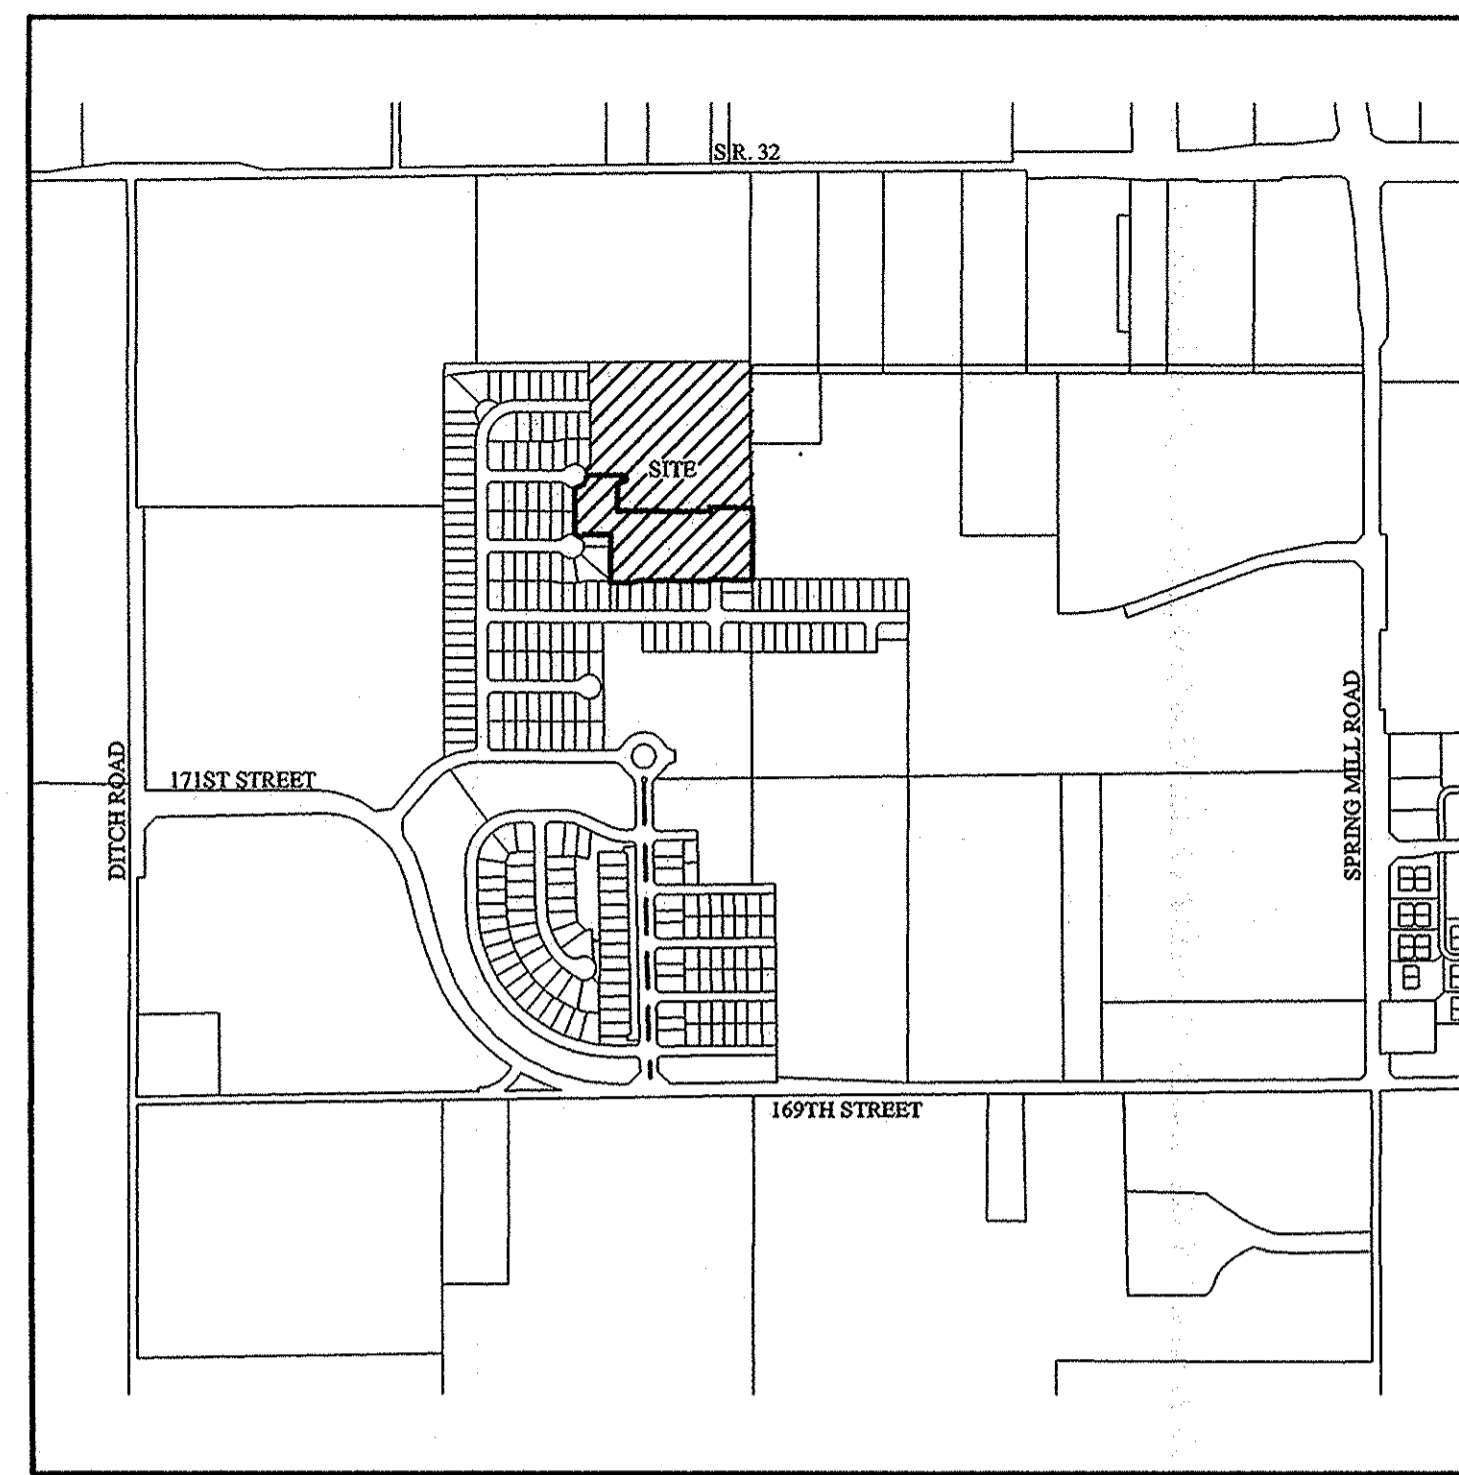 S.R. 32
SITE
SPRING MILL ROAD
DITCH ROAD
171ST STREET
169TH STREET